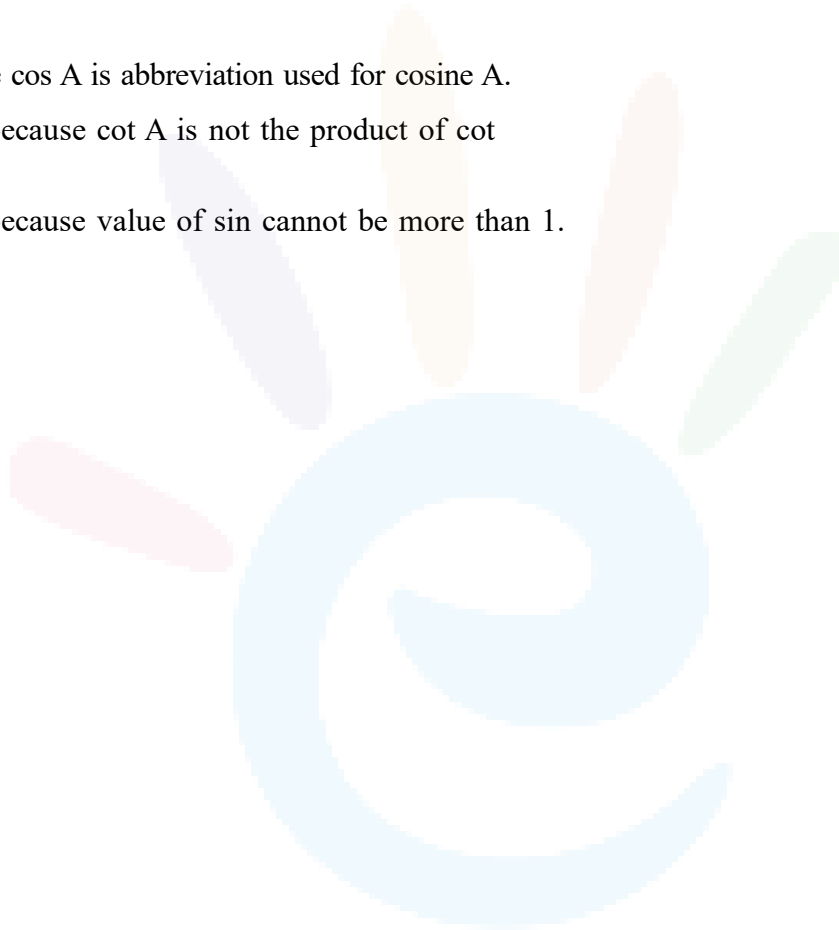 cos A is abbreviation used for cosine A.
ecause cot A is not the product of cot
ecause value of sin cannot be more than 1.